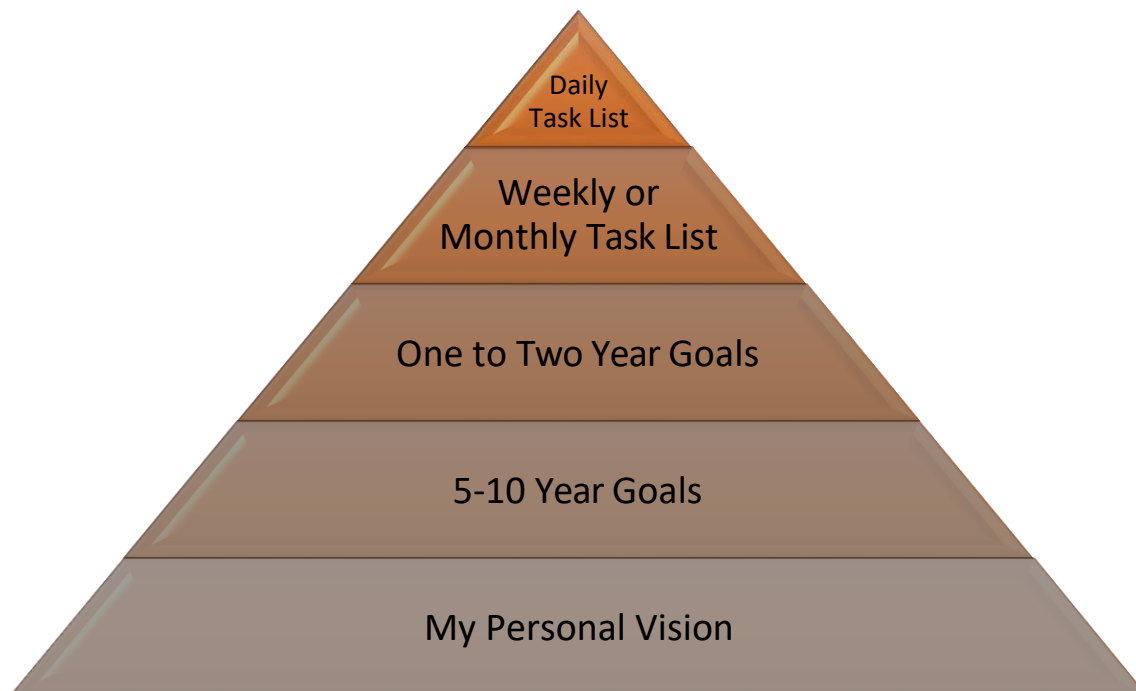 Daily
Task List
Weekly or
Monthly Task List
One to Two Year Goals
5-10 Year Goals
My Personal Vision